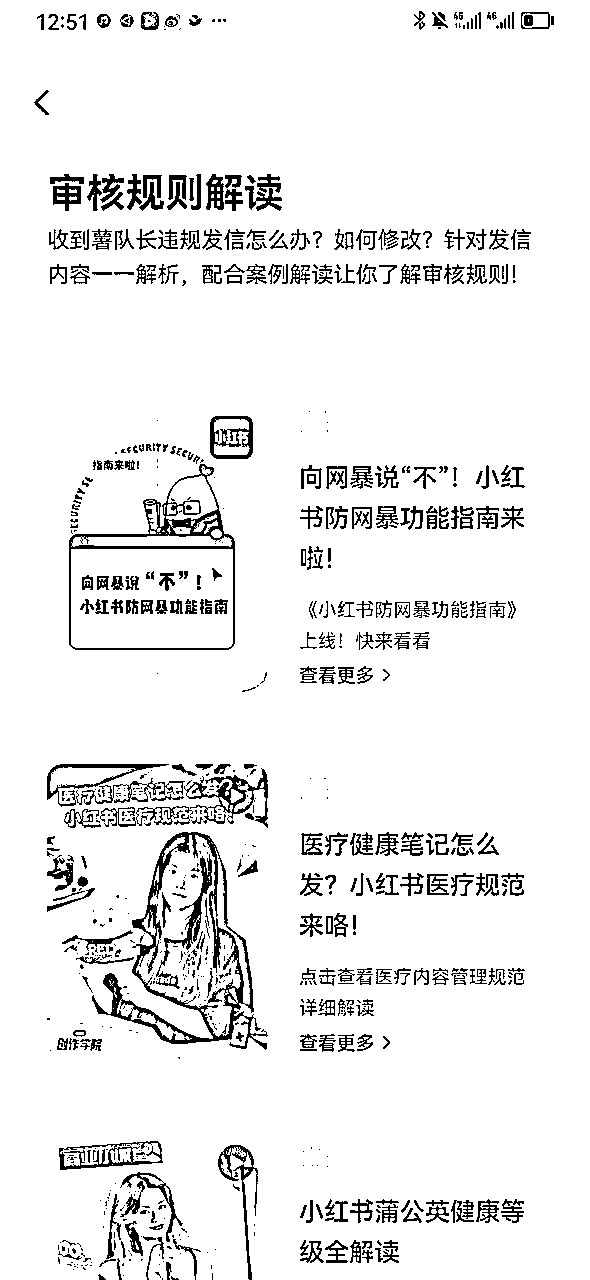 12:51
审核规则解读
收到薯队长违规发信怎么办？如何修改？针对发信
内容一一解析，配合案例解读让你了解审核规则！
小红书
SECURITY SECUR
指南来啦！
向网暴说“不”！
小红书防网暴功能指南
向网暴说“不”！小红
书防网暴功能指南来
啦！
《小红书防网暴功能指南》
上线！快来看看
查看更多
医疗健康笔记怎么发
小红书医疗规范来咯！
RED
创作学院
医疗健康笔记怎么
发？小红书医疗规范
来咯！
点击查看医疗内容管理规范
详细解读
查看更多
小红书蒲公英健康等
级全解读